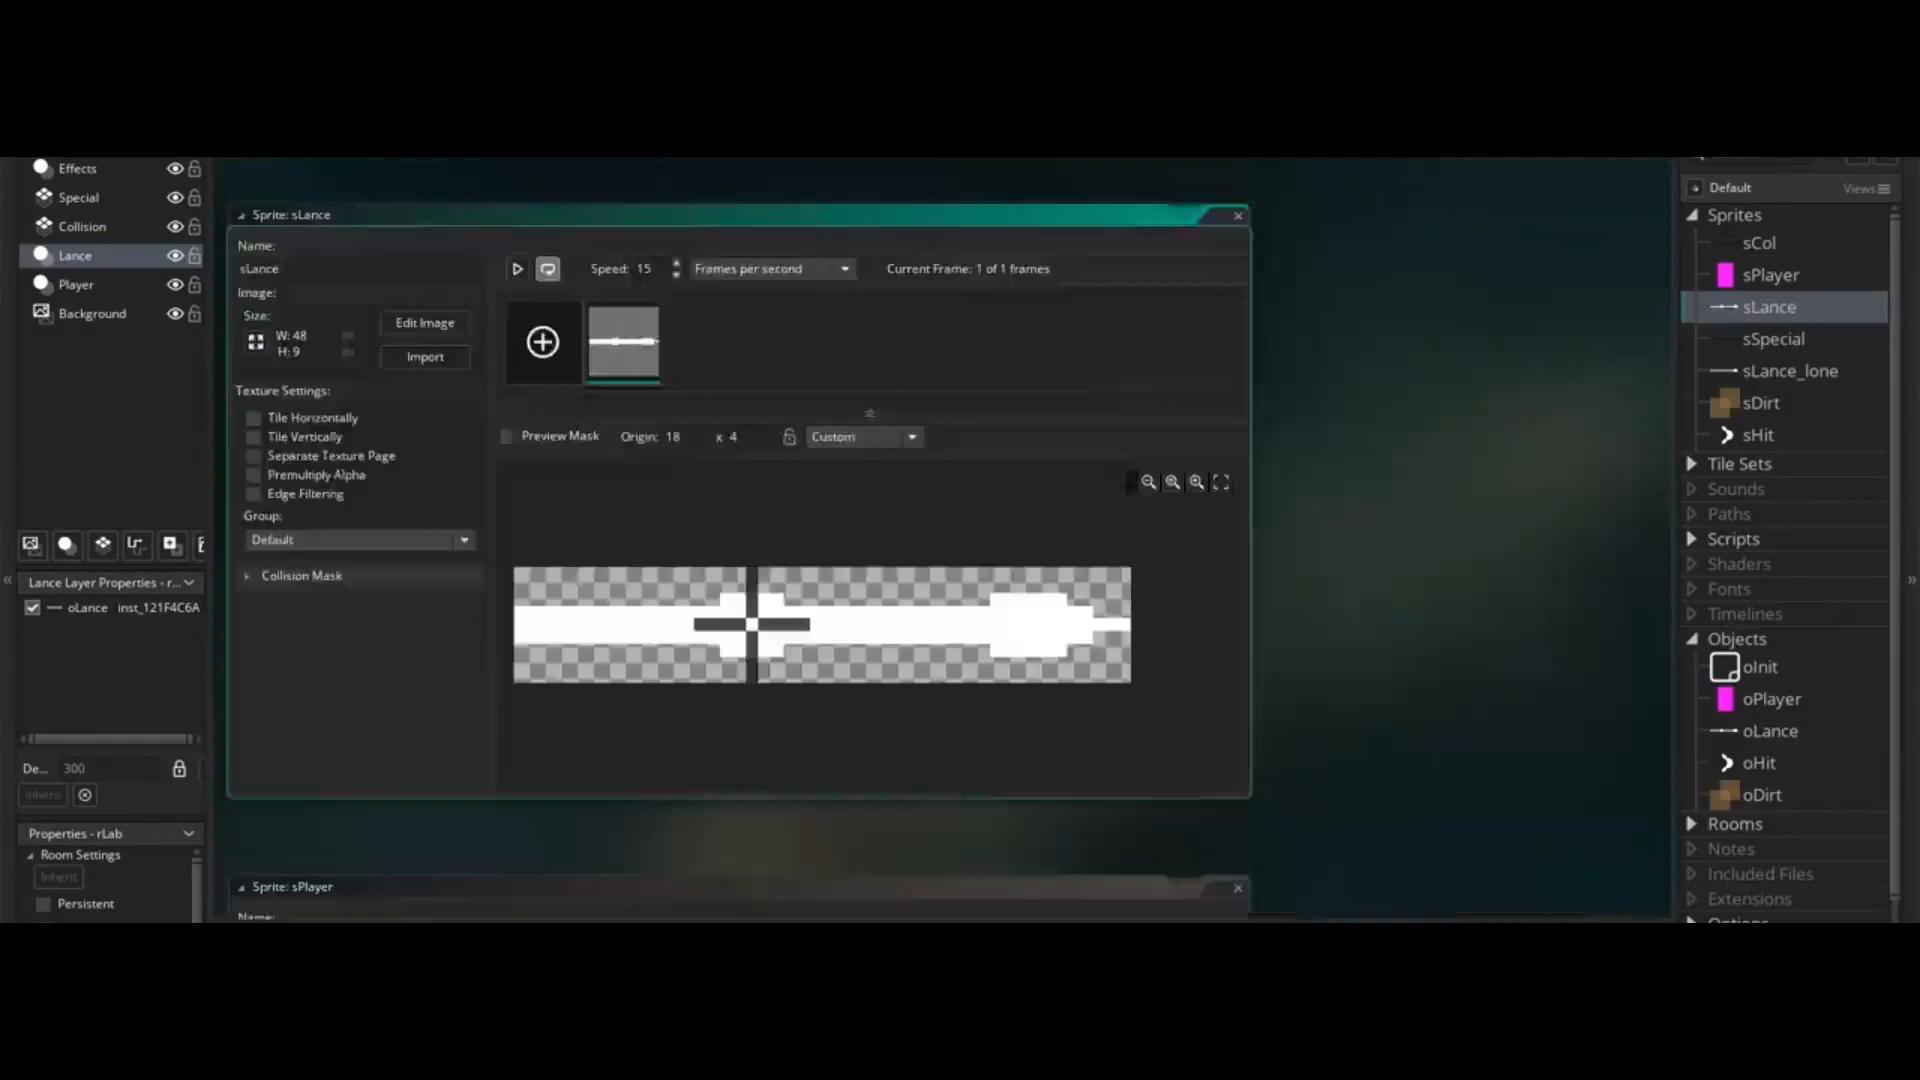 Effects
Special
Collision
Lance
Player
Background
Lance Layer Properties - r...
oLance inst_121F4C6A
De... 300
Inherit
Properties - rLab
Room Settings
Inherit
Persistent
Sprite: sLance
Name:
sLance
Image:
Size:
W: 48
H: 9
Edit Image
Import
Texture Settings:
Tile Horizontally
Tile Vertically
Separate Texture Page
Premultiply Alpha
Edge Filtering
Group:
Default
Collision Mask
Speed: 15 Frames per second Current Frame: 1 of 1 frames
Preview Mask Origin: 18 x 4 Custom
Sprite: sPlayer
Name:
Default Views
Sprites
sCol
sPlayer
sLance
sSpecial
sLance_lone
sDirt
sHit
Tile Sets
Sounds
Paths
Scripts
Shaders
Fonts
Timelines
Objects
oInit
oPlayer
oLance
oHit
oDirt
Rooms
Notes
Included Files
Extensions
Options